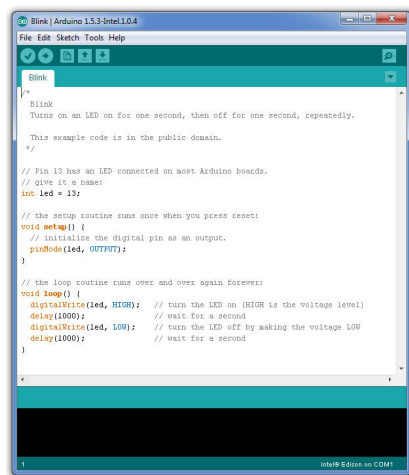 Blink | Arduino 1.5.3-Intel.1.0.4
File Edit Sketch Tools Help
Blink
/*
  Blink
  Turns on an LED on for one second, then off for one second, repeatedly.

  This example code is in the public domain.
 */

// Pin 13 has an LED connected on most Arduino boards.
// give it a name:
int led = 13;

// the setup routine runs once when you press reset:
void setup() {
  // initialize the digital pin as an output.
  pinMode(led, OUTPUT);
}

// the loop routine runs over and over again forever:
void loop() {
  digitalWrite(led, HIGH);   // turn the LED on (HIGH is the voltage level)
  delay(1000);               // wait for a second
  digitalWrite(led, LOW);    // turn the LED off by making the voltage LOW
  delay(1000);               // wait for a second
}
1
Intel® Edison on COM1